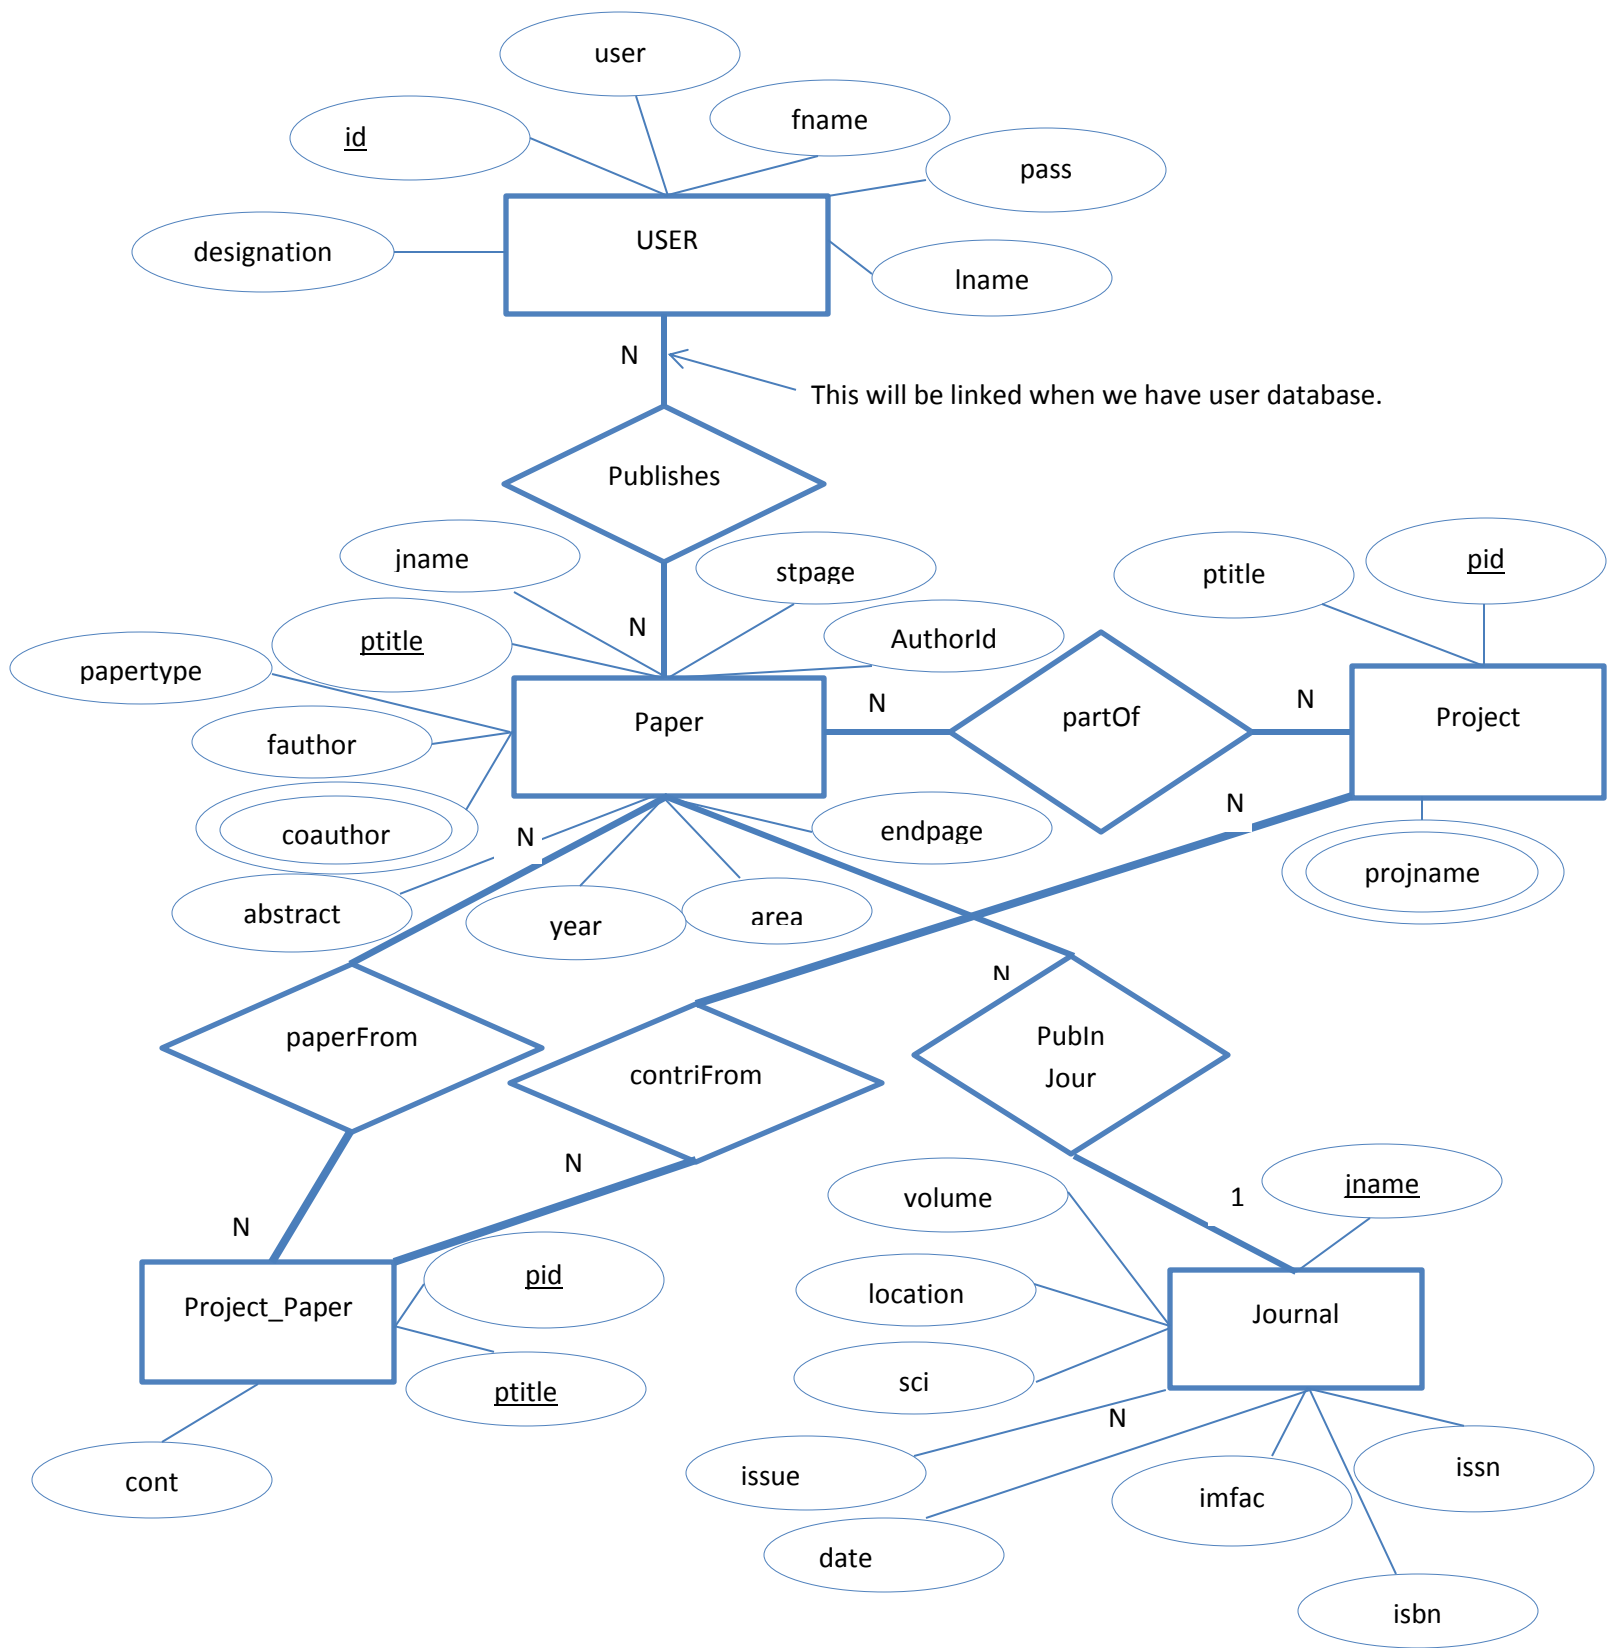 user
fname
id
pass
USER
designation
lname
N
This will be linked when we have user database.
Publishes
jname
stpage
ptitle
pid
N
AuthorId
ptitle
papertype
N
N
Paper
partOf
Project
fauthor
N
coauthor
N
endpage
projname
abstract
year
area
N
paperFrom
PubIn
Jour
contriFrom
N
jname
volume
1
N
pid
location
Project_Paper
Journal
sci
ptitle
N
issue
issn
cont
imfac
date
isbn